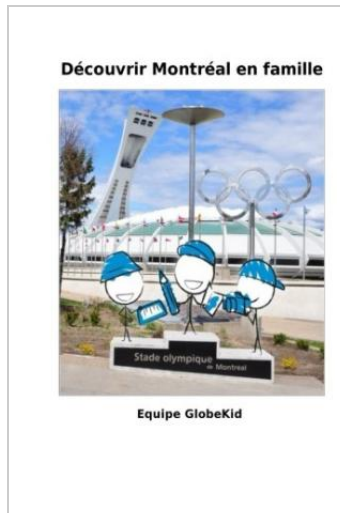 Découvrir Montréal en famille
Stade olympique
de Montréal
Equipe GlobeKid